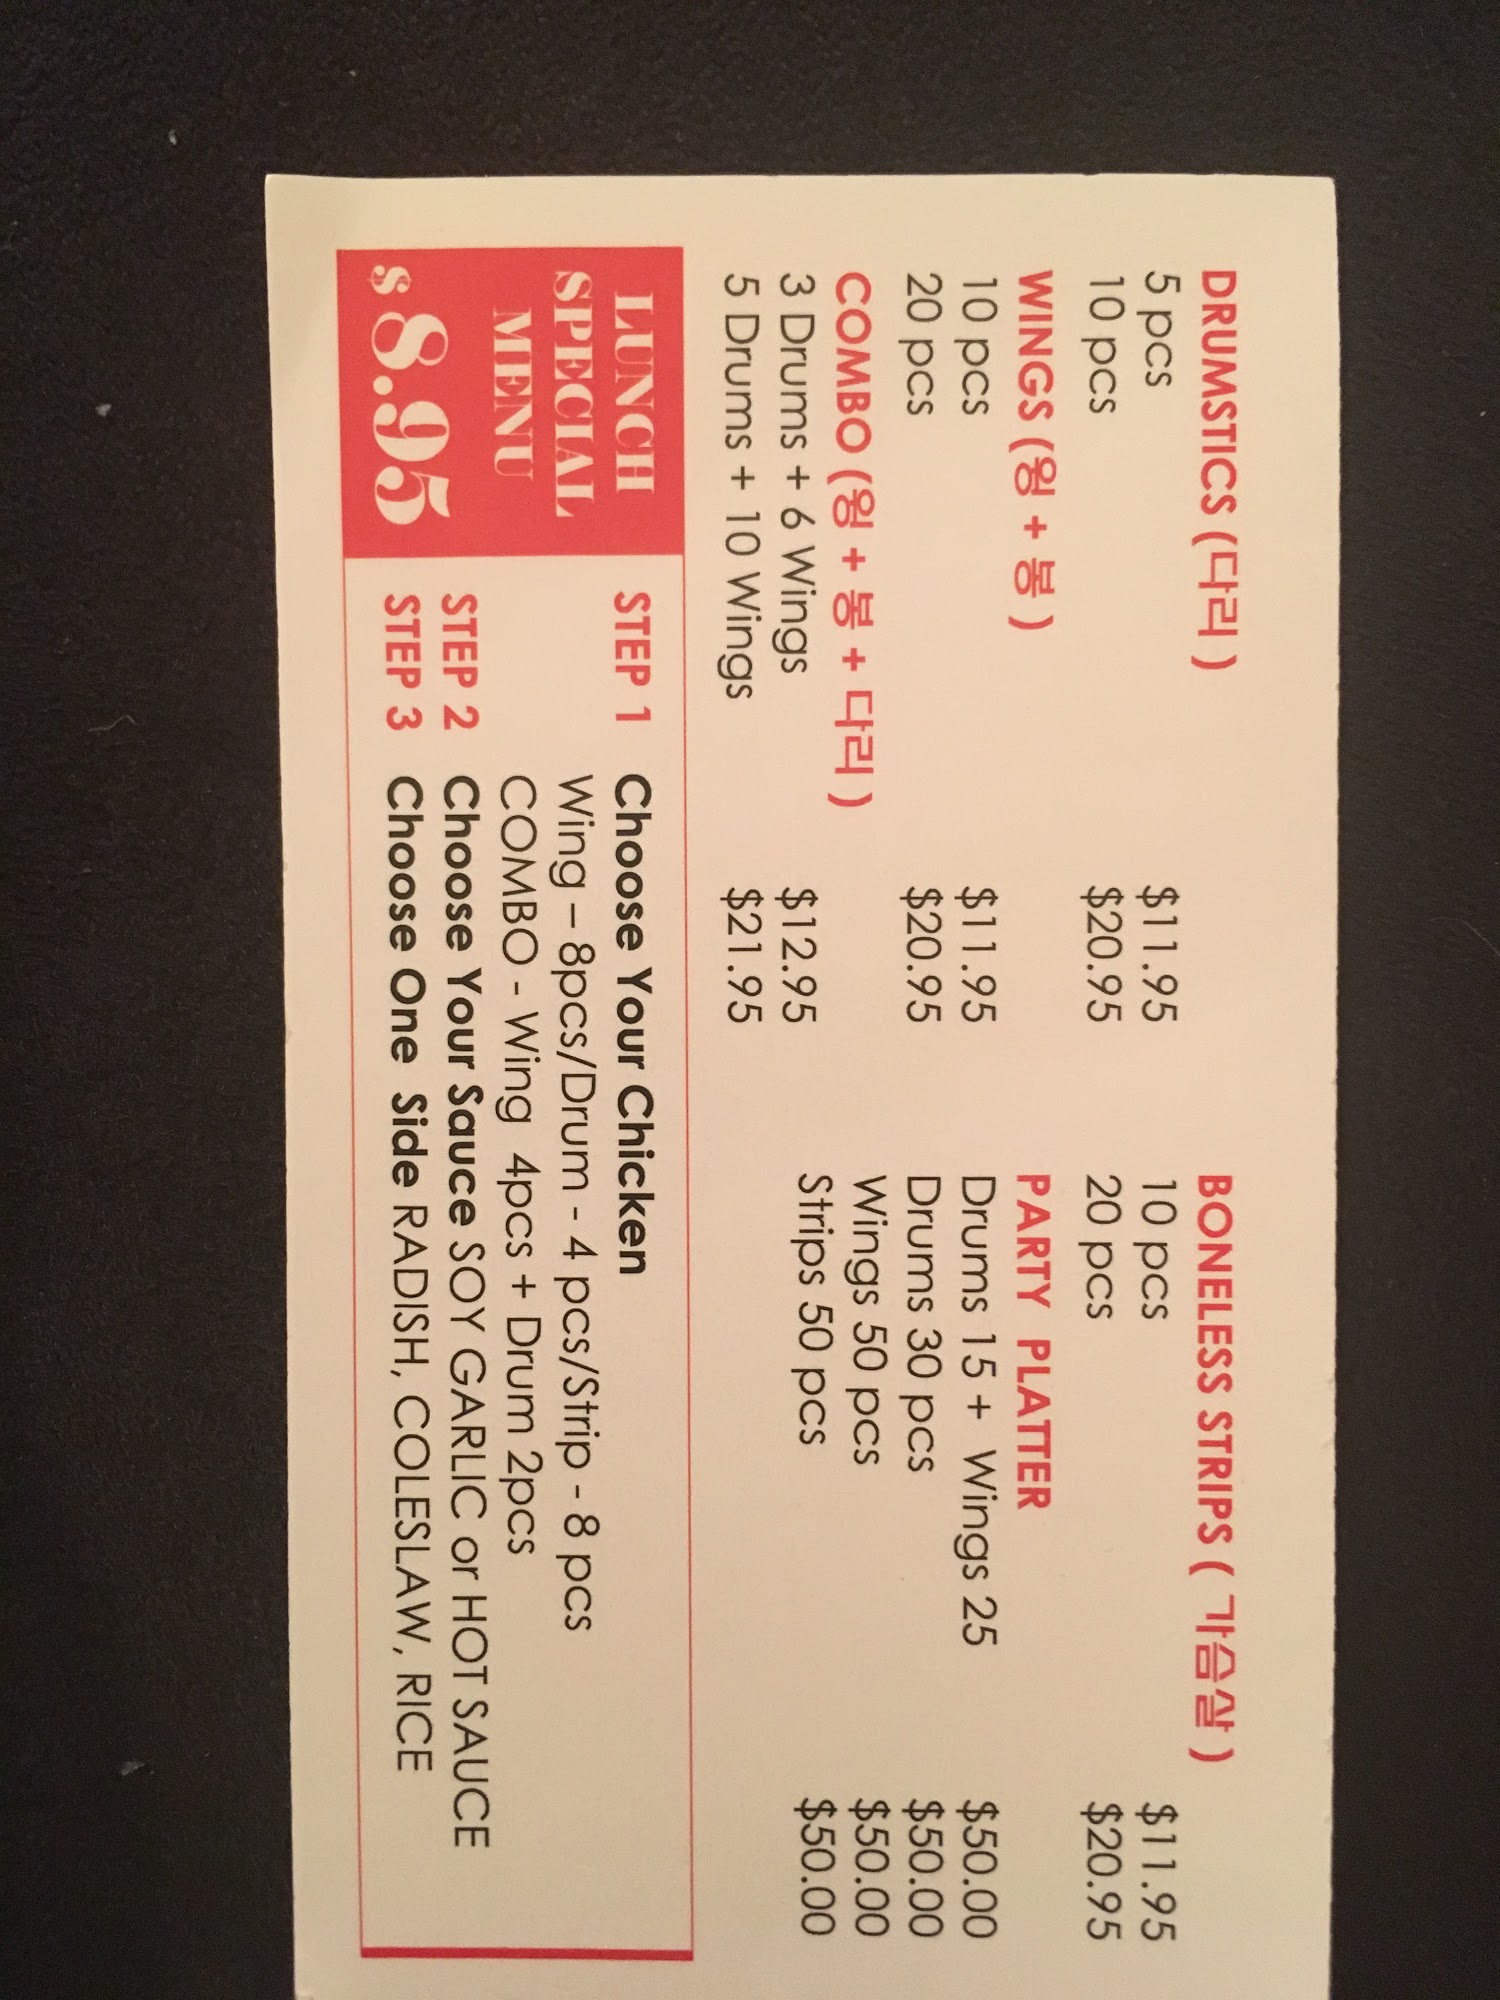 DRUMSTICS (다리)
5 pcs $11.95
10 pcs $20.95
WINGS (윙 + 봉)
10 pcs $11.95
20 pcs $20.95
COMBO (윙 + 봉 + 다리)
3 Drums + 6 Wings $12.95
5 Drums + 10 Wings $21.95
BONELESS STRIPS ( 가슴살 )
10 pcs $11.95
20 pcs $20.95
PARTY PLATTER
Drums 15 + Wings 25 $50.00
Drums 30 pcs $50.00
Wings 50 pcs $50.00
Strips 50 pcs $50.00
LUNCH
SPECIAL
MENU
$ 8.95
STEP 1 Choose Your Chicken
Wing – 8pcs/Drum - 4 pcs/Strip - 8 pcs
COMBO - Wing 4pcs + Drum 2pcs
STEP 2 Choose Your Sauce SOY GARLIC or HOT SAUCE
STEP 3 Choose One Side RADISH, COLESLAW, RICE